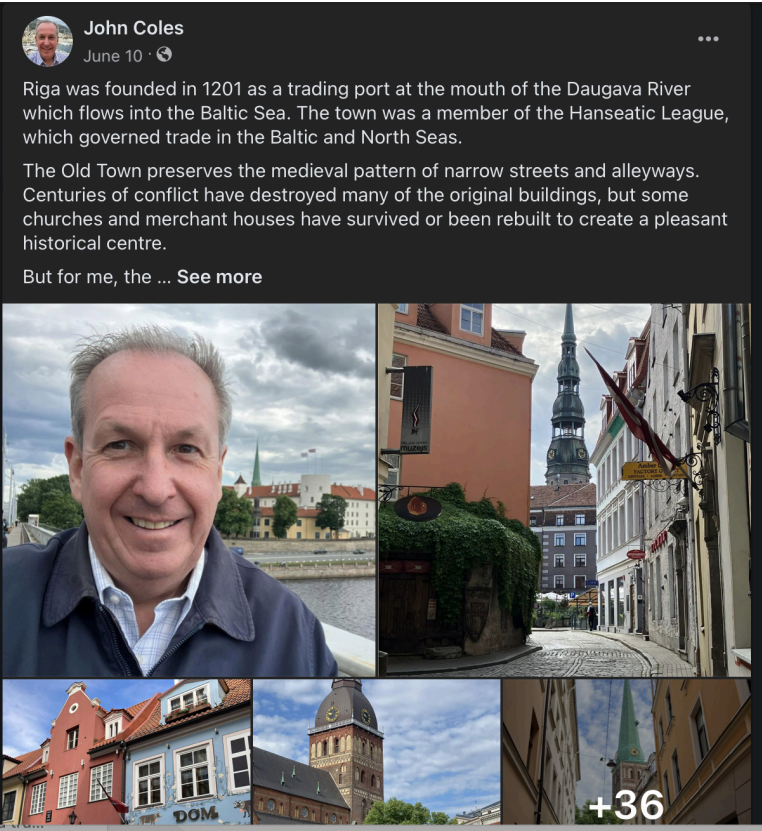 John Coles
June 10 ·
•••
Riga was founded in 1201 as a trading port at the mouth of the Daugava River
which flows into the Baltic Sea. The town was a member of the Hanseatic League,
which governed trade in the Baltic and North Seas.
The Old Town preserves the medieval pattern of narrow streets and alleyways.
Centuries of conflict have destroyed many of the original buildings, but some
churches and merchant houses have survived or been rebuilt to create a pleasant
historical centre.
But for me, the ... See more
muzejs
Amber
FACTORY
DOM
+36